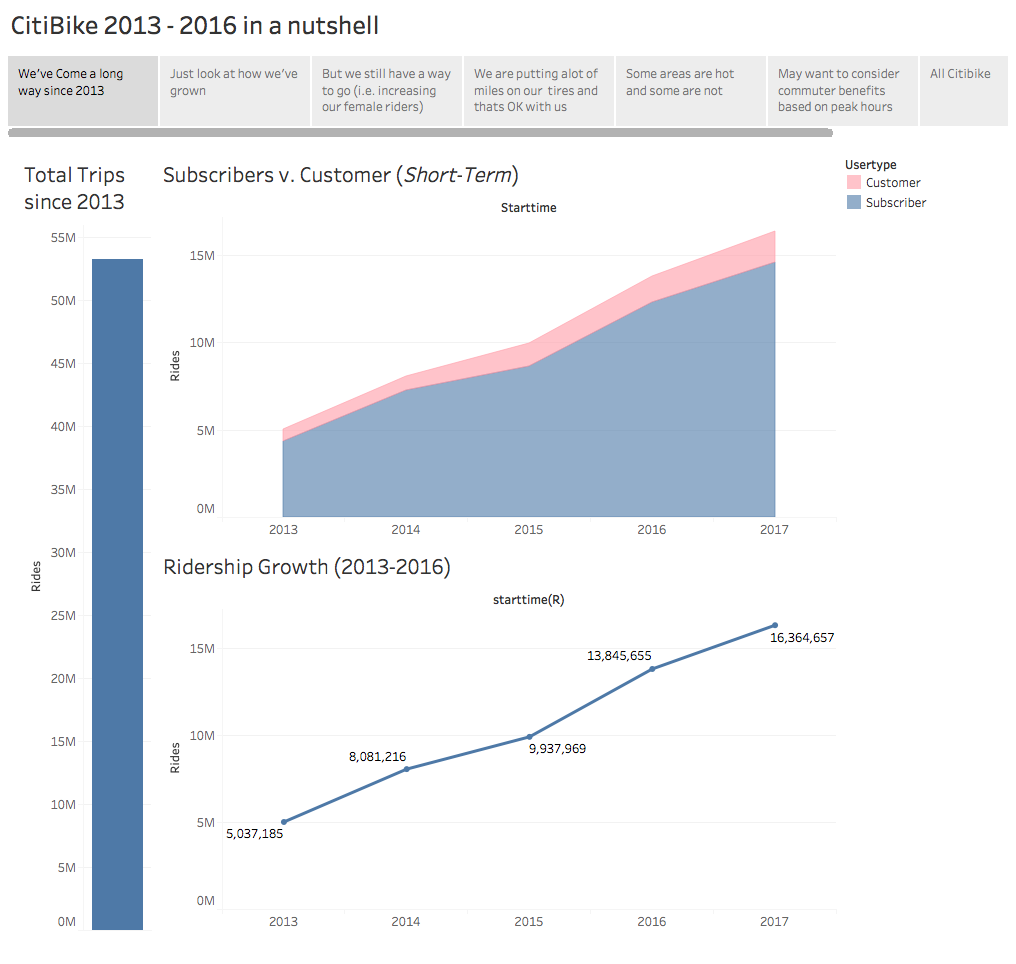 CitiBike 2013 - 2016 in a nutshell
We've Come a long
way since 2013
Just look at how we've
grown
But we still have a way
to go (i.e. increasing
our female riders)
We are putting alot of
miles on our tires and
thats OK with us
Some areas are hot
and some are not
May want to consider
commuter benefits
based on peak hours
All Citibike
Total Trips
since 2013
55M
50M
45M
40M
35M
30M
25M
20M
15M
10M
5M
0M
Rides
Subscribers v. Customer (Short-Term)
Starttime
15M
10M
5M
0M
Rides
2013
2014
2015
2016
2017
Usertype
Customer
Subscriber
Ridership Growth (2013-2016)
starttime(R)
15M
10M
5M
0M
Rides
5,037,185
8,081,216
9,937,969
13,845,655
16,364,657
2013
2014
2015
2016
2017